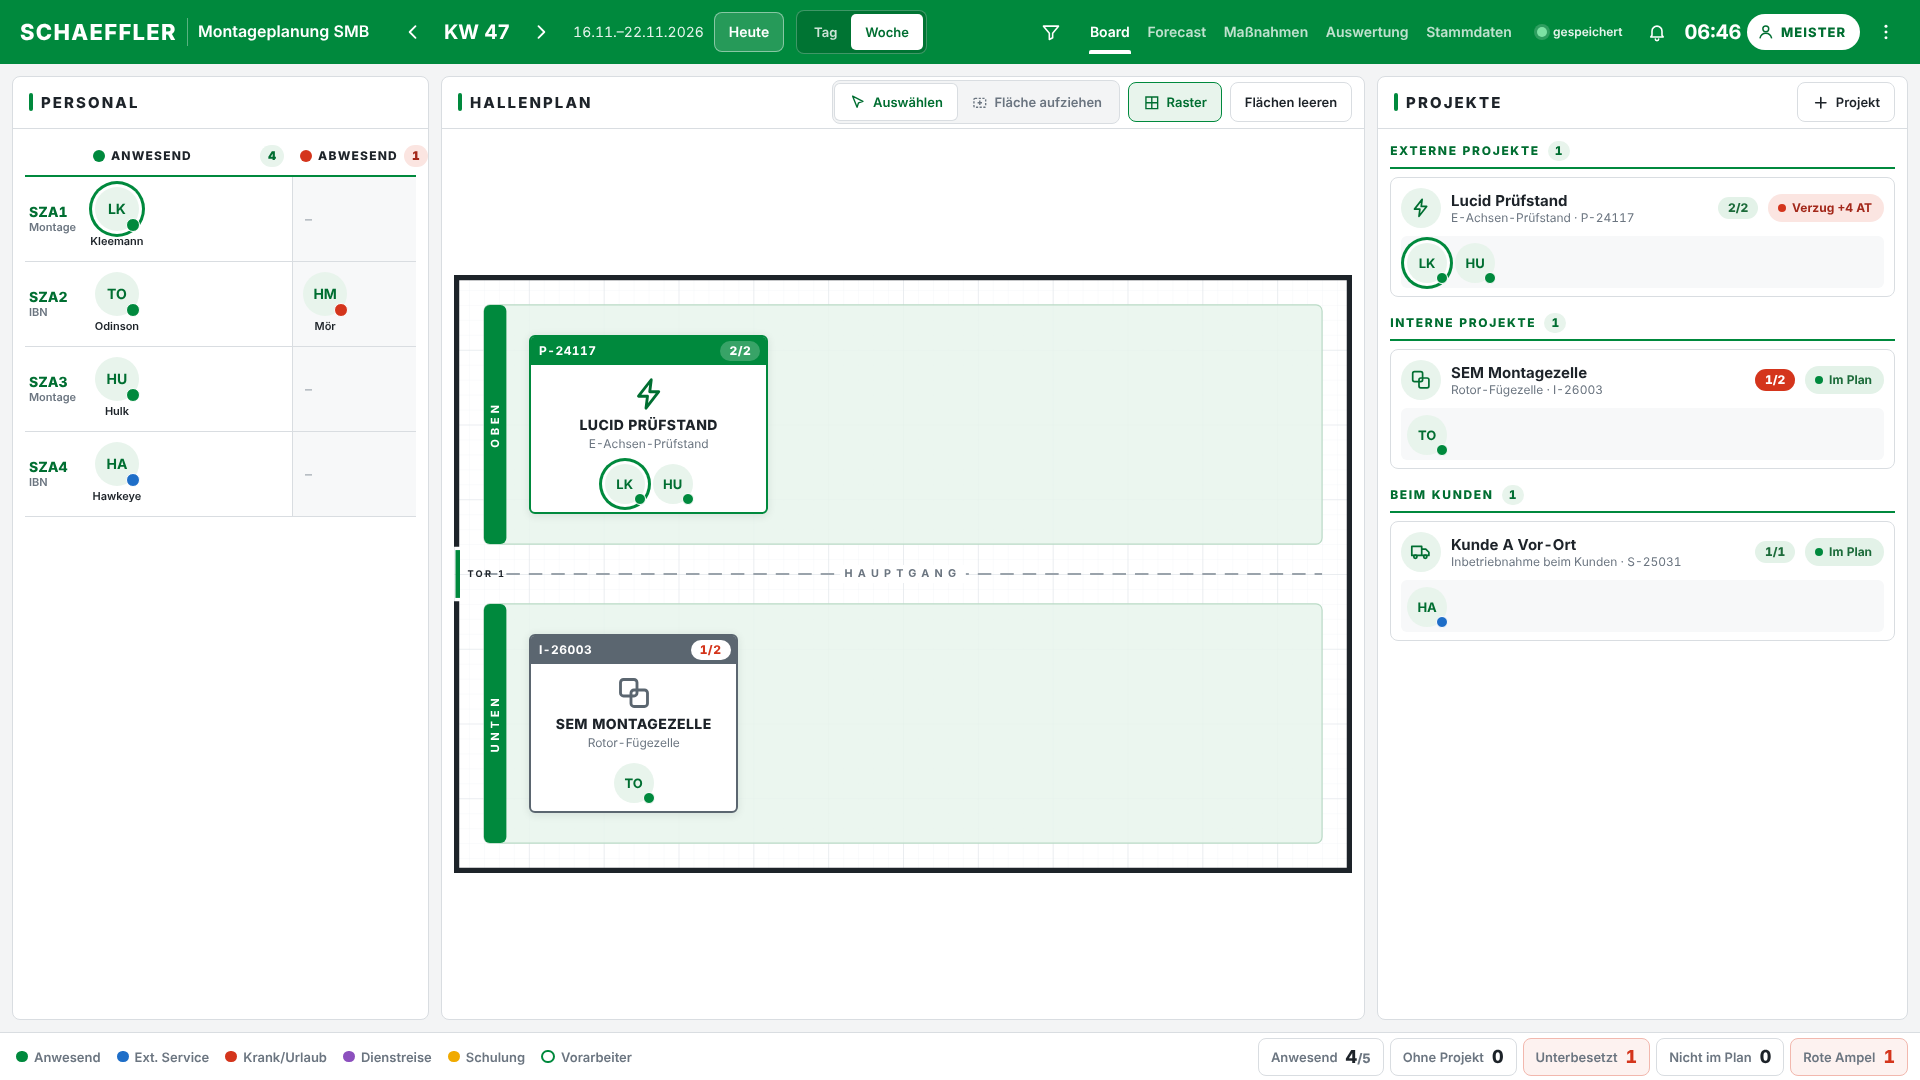 SCHAEFFLER
Montageplanung SMB
KW 47
16.11.–22.11.2026
Heute
Tag
Woche
Board
Forecast
Maßnahmen
Auswertung
Stammdaten
gespeichert
06:46
MEISTER
PERSONAL
ANWESEND 4
ABWESEND 1
SZA1
Montage
LK
Kleemann
–
SZA2
IBN
TO
Odinson
HM
Mör
SZA3
Montage
HU
Hulk
–
SZA4
IBN
HA
Hawkeye
–
HALLENPLAN
Auswählen
Fläche aufziehen
Raster
Flächen leeren
OBEN
P-24117 2/2
LUCID PRÜFSTAND
E-Achsen-Prüfstand
LK HU
TOR 1
HAUPTGANG
UNTEN
I-26003 1/2
SEM MONTAGEZELLE
Rotor-Fügezelle
TO
PROJEKTE
Projekt
EXTERNE PROJEKTE 1
Lucid Prüfstand
E-Achsen-Prüfstand · P-24117
2/2
Verzug +4 AT
LK HU
INTERNE PROJEKTE 1
SEM Montagezelle
Rotor-Fügezelle · I-26003
1/2
Im Plan
TO
BEIM KUNDEN 1
Kunde A Vor-Ort
Inbetriebnahme beim Kunden · S-25031
1/1
Im Plan
HA
Anwesend
Ext. Service
Krank/Urlaub
Dienstreise
Schulung
Vorarbeiter
Anwesend 4/5
Ohne Projekt 0
Unterbesetzt 1
Nicht im Plan 0
Rote Ampel 1